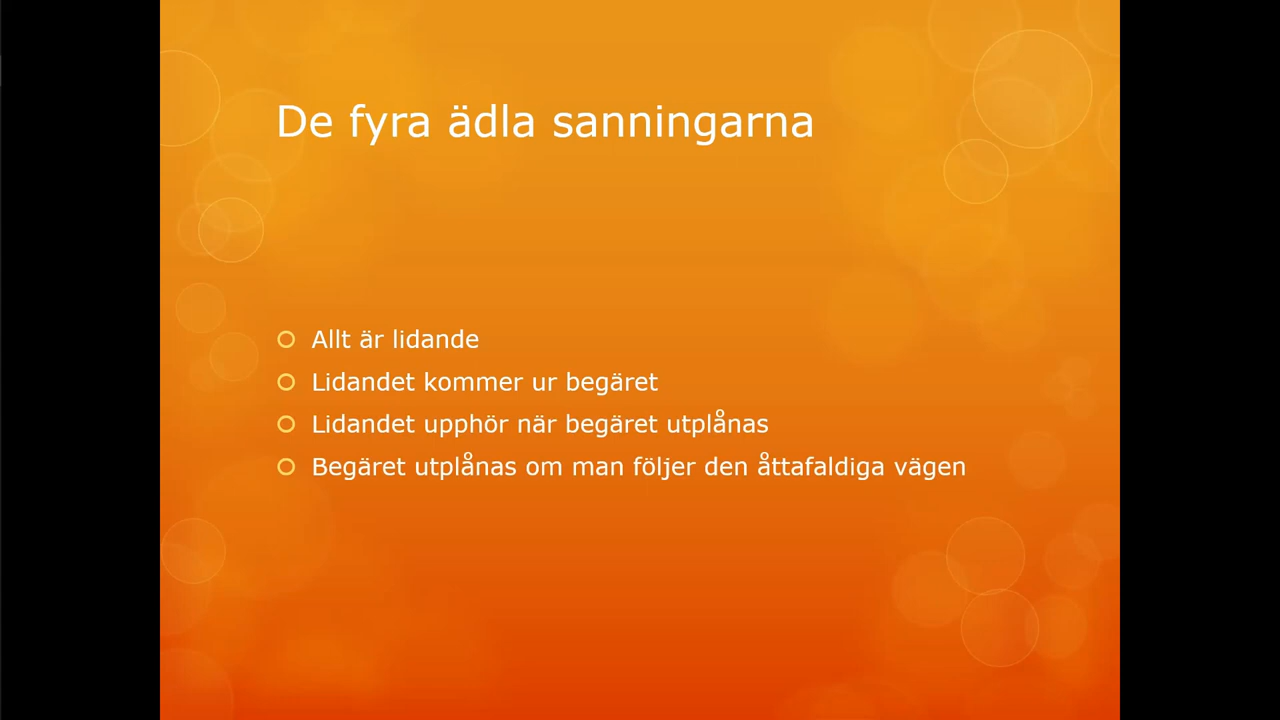 De fyra ädla sanningarna
Allt är lidande
Lidandet kommer ur begäret
Lidandet upphör när begäret utplånas
Begäret utplånas om man följer den åttafaldiga vägen